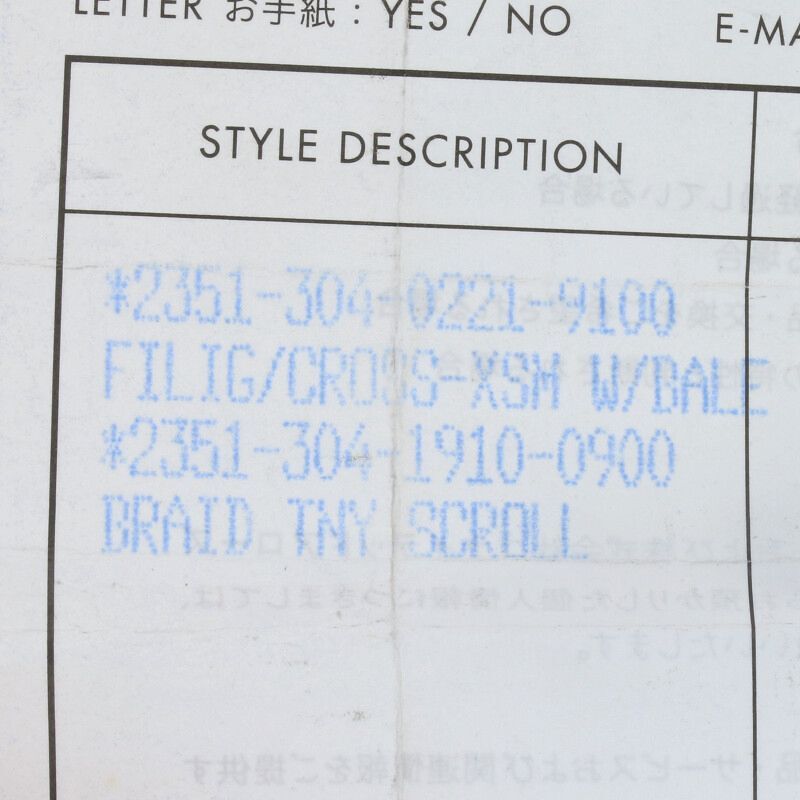 LETTER お手紙 : YES / NO
E-MA
STYLE DESCRIPTION
*2351-304-0221-9100
FILIG/CROSS-XSM W/BALE
*2351-304-1910-0900
BRAID TNY SCROLL